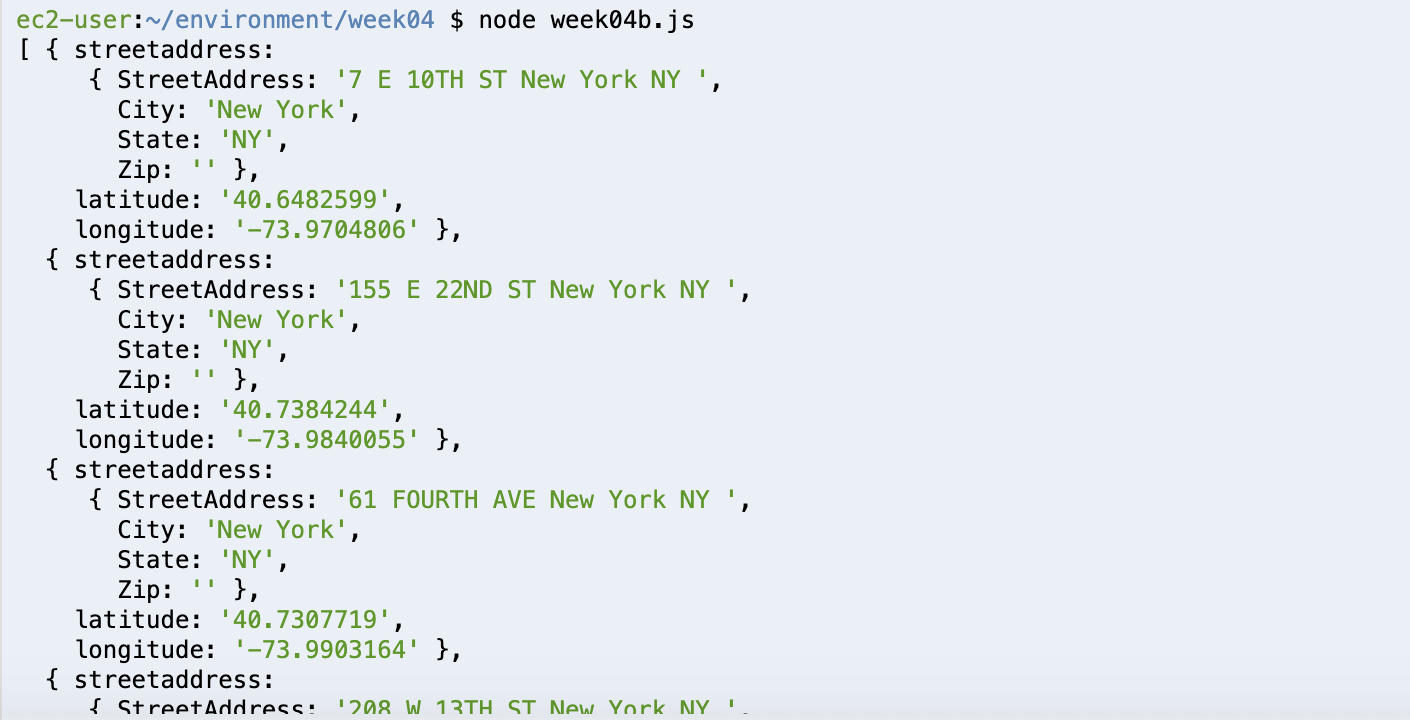 ec2-user:~/environment/week04 $ node week04b.js
[ { streetaddress:
     { StreetAddress: '7 E 10TH ST New York NY ',
       City: 'New York',
       State: 'NY',
       Zip: '' },
    latitude: '40.6482599',
    longitude: '-73.9704806' },
  { streetaddress:
     { StreetAddress: '155 E 22ND ST New York NY ',
       City: 'New York',
       State: 'NY',
       Zip: '' },
    latitude: '40.7384244',
    longitude: '-73.9840055' },
  { streetaddress:
     { StreetAddress: '61 FOURTH AVE New York NY ',
       City: 'New York',
       State: 'NY',
       Zip: '' },
    latitude: '40.7307719',
    longitude: '-73.9903164' },
  { streetaddress:
     { StreetAddress: '208 W 13TH ST New York NY ',